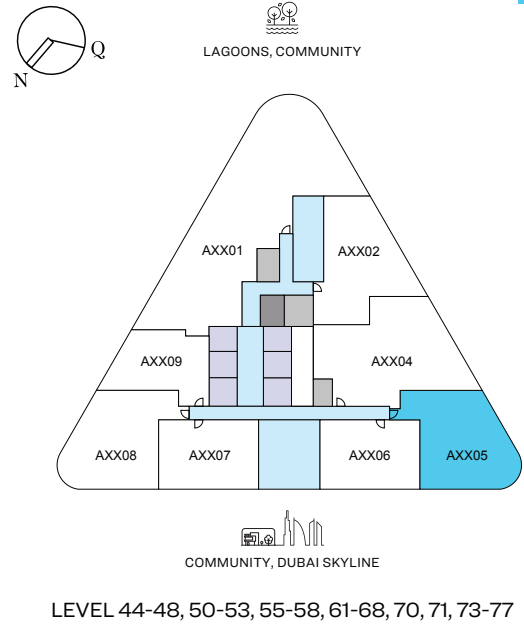 Q
N
LAGOONS, COMMUNITY
AXX01
AXX02
AXX09
AXX04
AXX08
AXX07
AXX06
AXX05
COMMUNITY, DUBAI SKYLINE
LEVEL 44-48, 50-53, 55-58, 61-68, 70, 71, 73-77